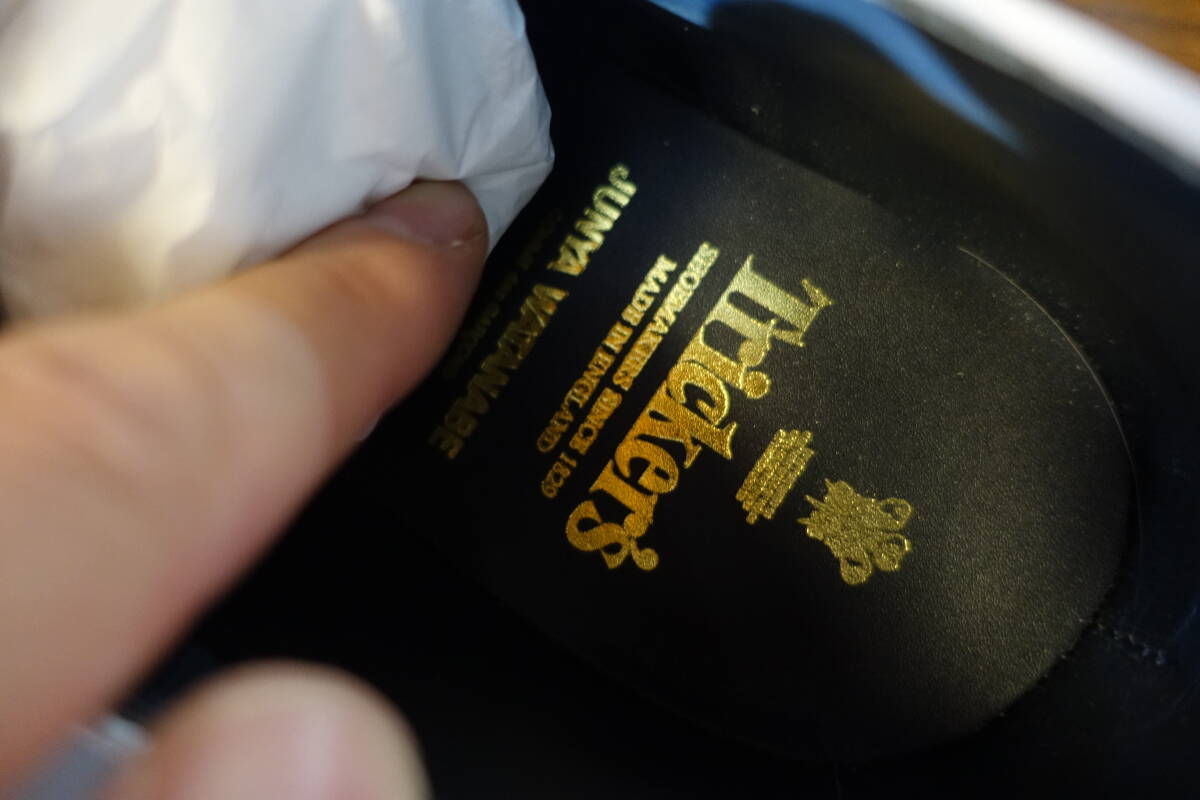 Tricker's
SHOEMAKERS SINCE 1829
MADE IN ENGLAND
JUNYA WATANABE